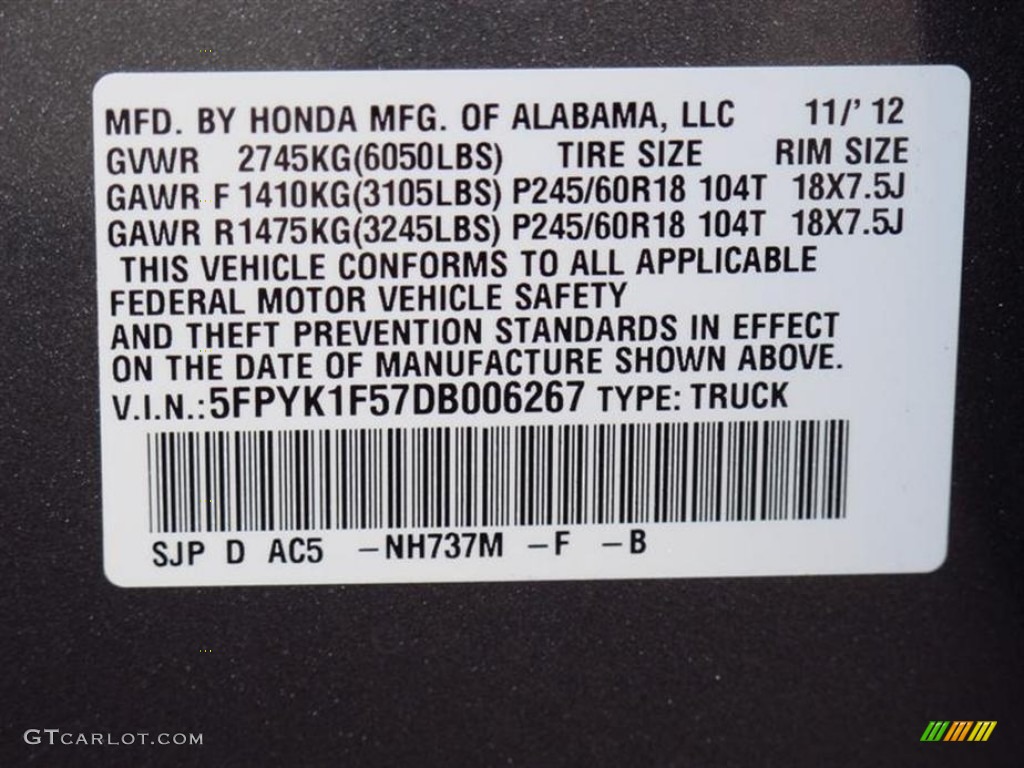 MFD. BY HONDA MFG. OF ALABAMA, LLC 11/' 12
GVWR 2745KG(6050LBS) TIRE SIZE RIM SIZE
GAWR F 1410KG(3105LBS) P245/60R18 104T 18X7.5J
GAWR R1475KG(3245LBS) P245/60R18 104T 18X7.5J
THIS VEHICLE CONFORMS TO ALL APPLICABLE
FEDERAL MOTOR VEHICLE SAFETY
AND THEFT PREVENTION STANDARDS IN EFFECT
ON THE DATE OF MANUFACTURE SHOWN ABOVE.
V.I.N.:5FPYK1F57DB006267 TYPE: TRUCK
SJP D AC5 -NH737M -F -B
GTCARLOT.COM